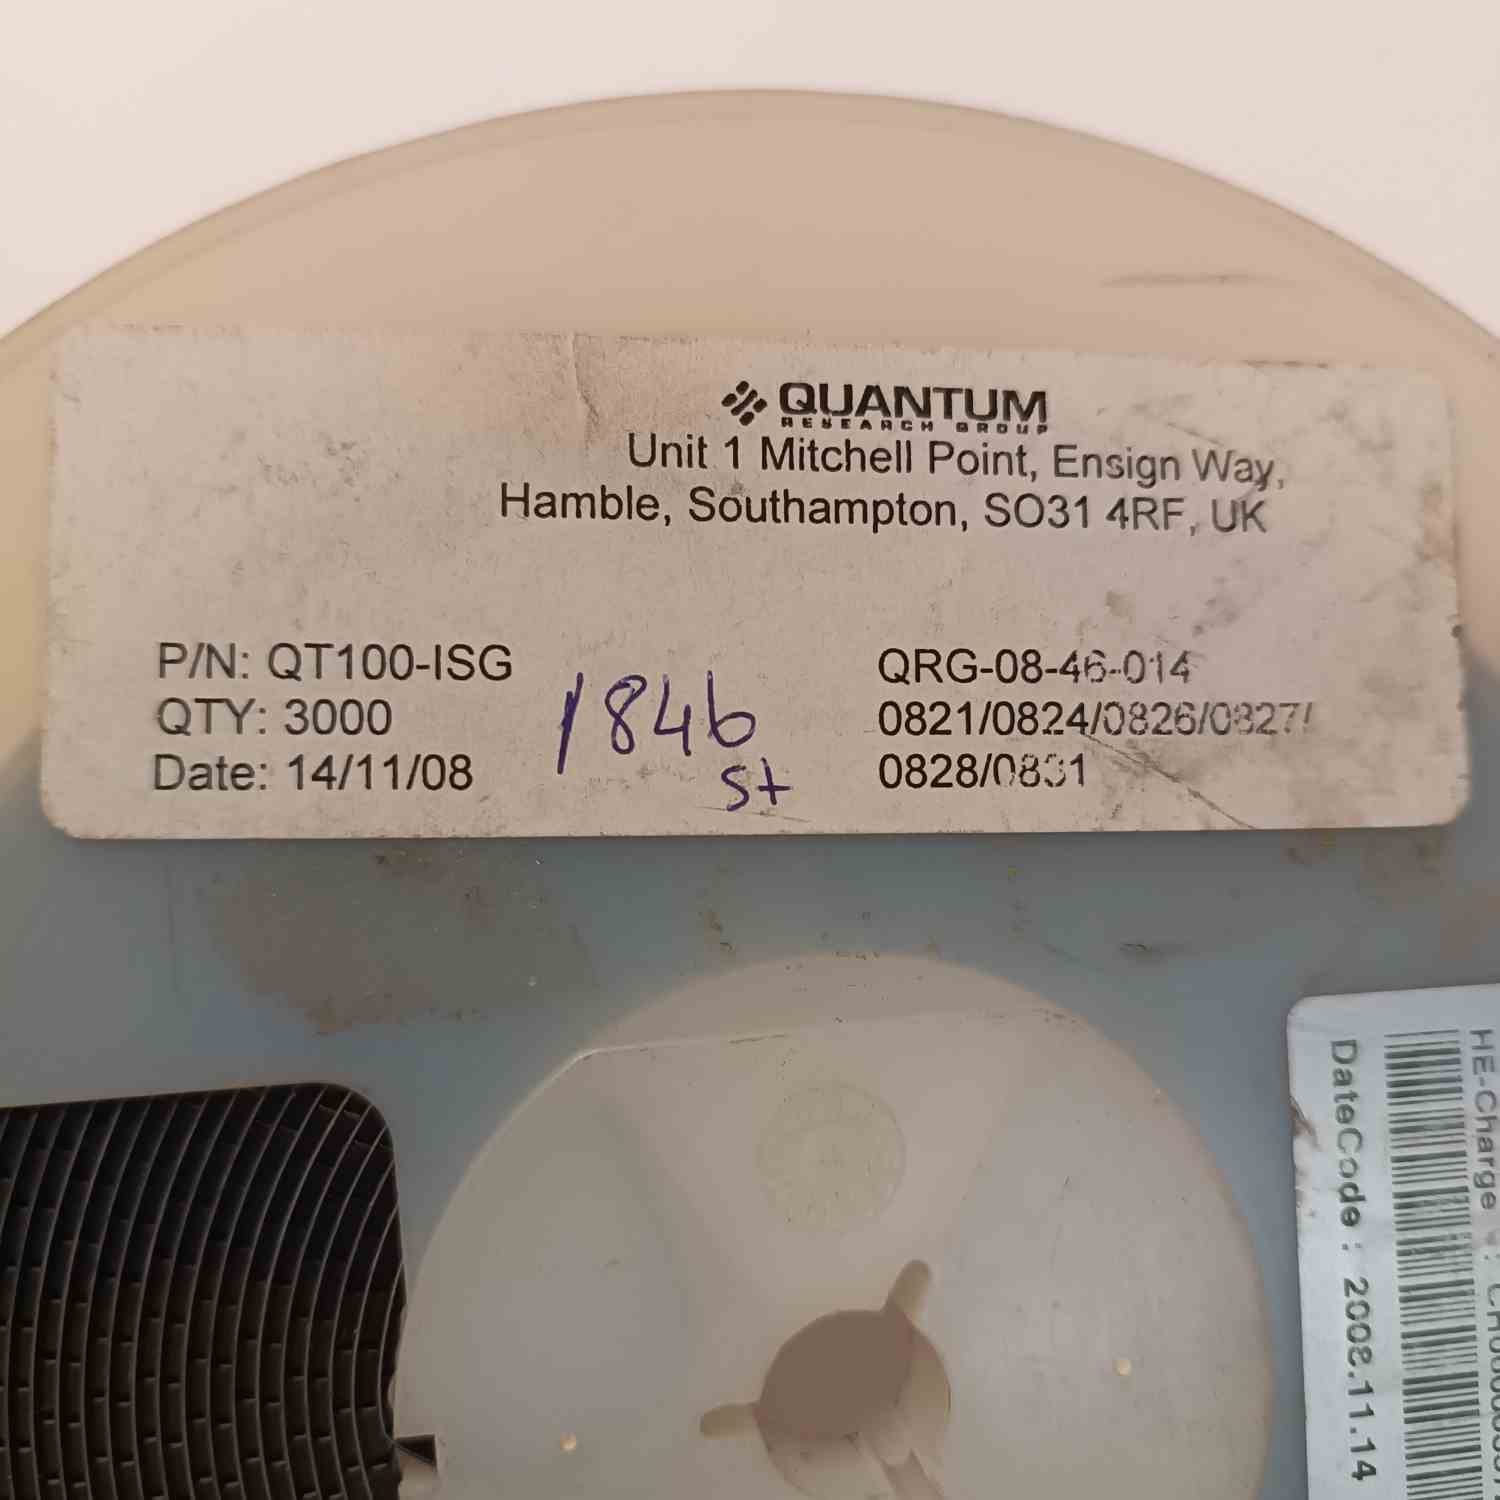 QUANTUM
RESEARCH GROUP
Unit 1 Mitchell Point, Ensign Way,
Hamble, Southampton, SO31 4RF, UK
P/N: QT100-ISG
QTY: 3000
Date: 14/11/08
1846
St
QRG-08-46-014
0821/0824/0826/0827/
0828/0831
HE-Charge
DateCode: 2008.11.14